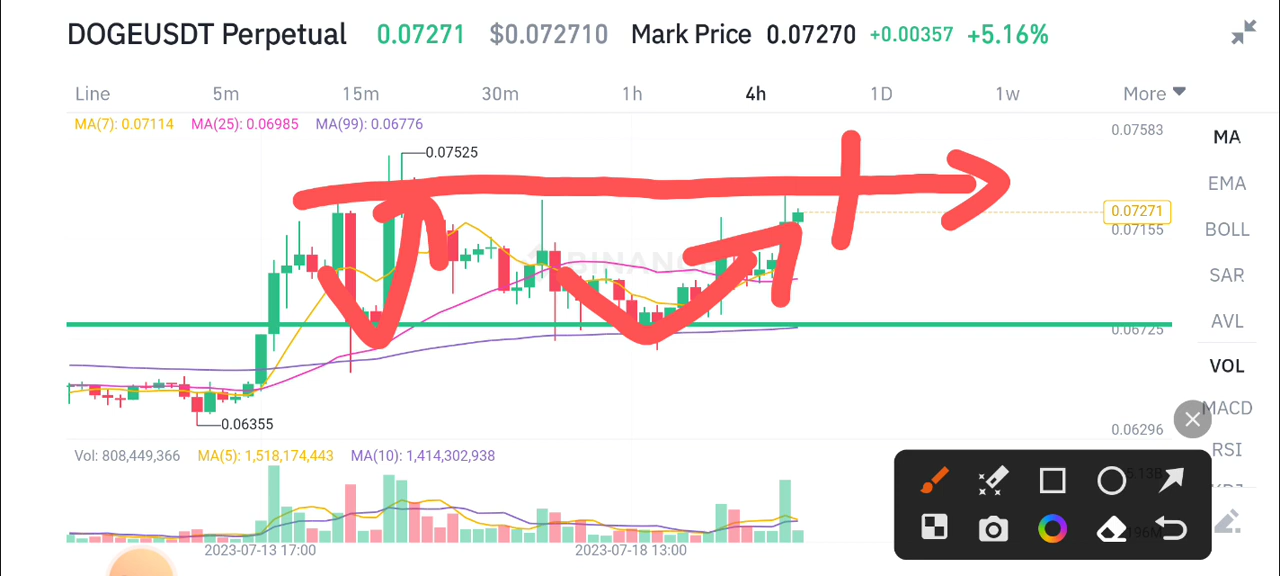 DOGEUSDT Perpetual 0.07271 $0.072710 Mark Price 0.07270 +0.00357 +5.16%
Line 5m 15m 30m 1h 4h 1D 1w More
MA(7): 0.07114 MA(25): 0.06985 MA(99): 0.06776
0.07583
MA
0.07525
EMA
0.07271
0.07155
BOLL
SAR
AVL
0.06725
VOL
MACD
0.06355
0.06296
RSI
Vol: 808,449,366 MA(5): 1,518,174,443 MA(10): 1,414,302,938
2023-07-13 17:00 2023-07-18 13:00